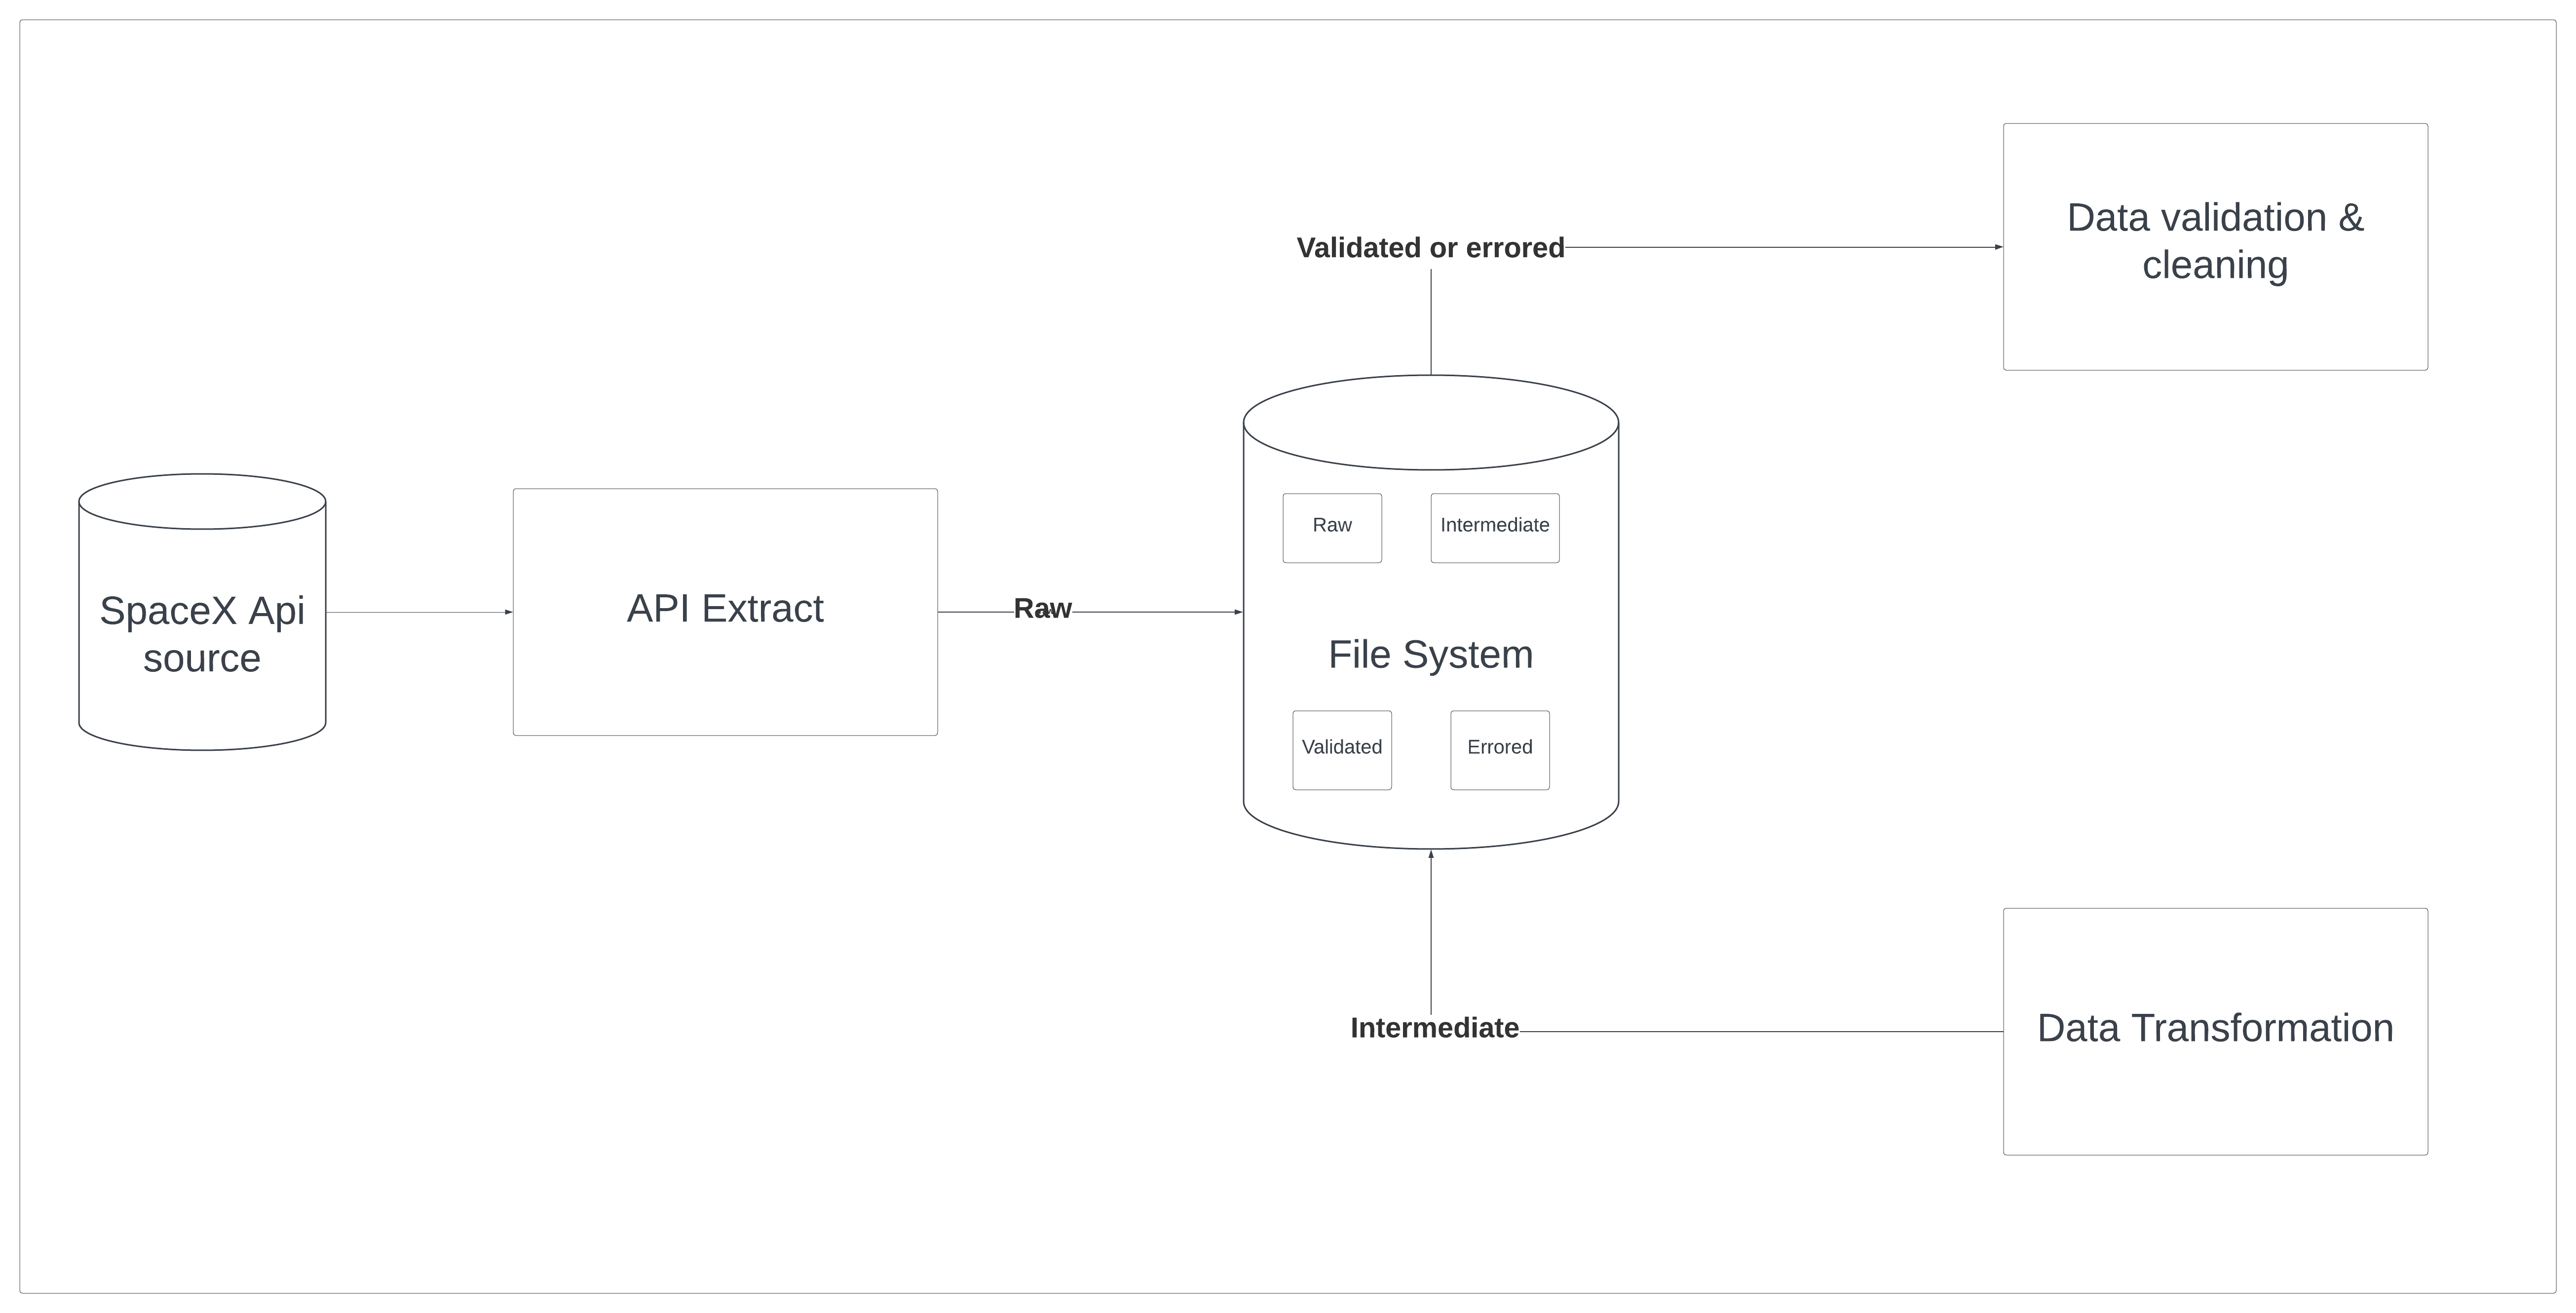 Data validation &
cleaning
Validated or errored
Raw
Intermediate
SpaceX Api
source
API Extract
Raw
File System
Validated
Errored
Intermediate
Data Transformation